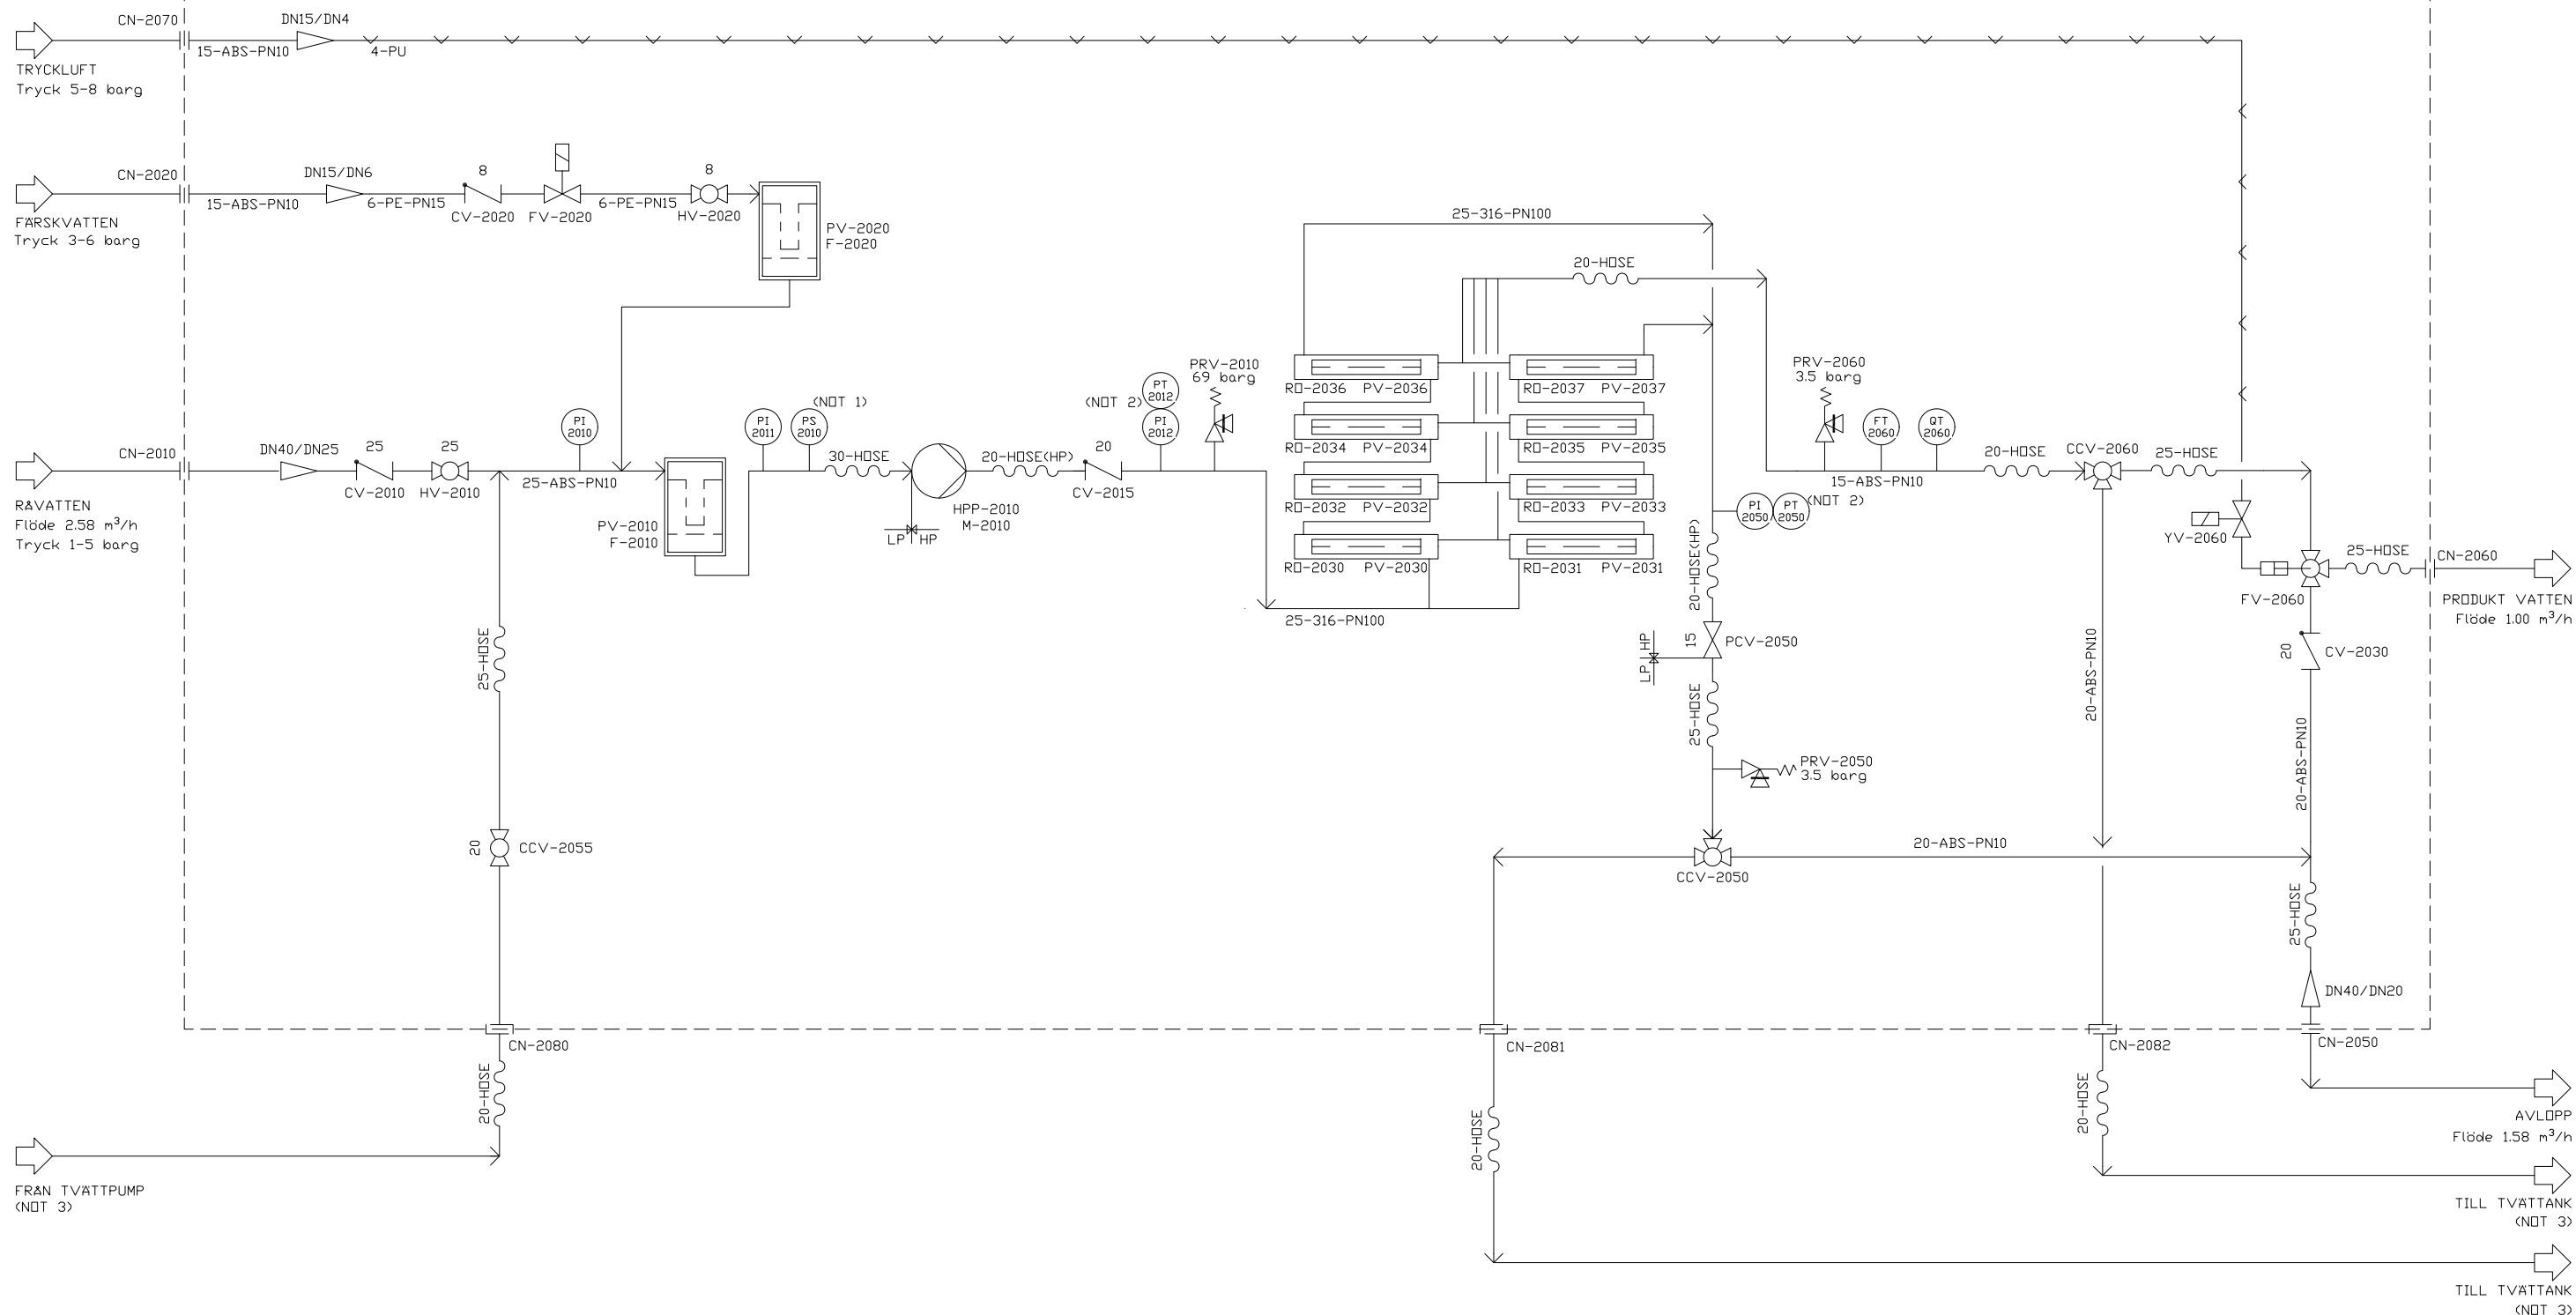 CN-2070
DN15/DN4
15-ABS-PN10
4-PU
TRYCKLUFT
Tryck 5-8 barg
CN-2020
DN15/DN6
15-ABS-PN10
6-PE-PN15
8
CV-2020
FV-2020
6-PE-PN15
8
HV-2020
PV-2020
F-2020
FÄRSKVATTEN
Tryck 3-6 barg
25-316-PN100
20-HOSE
CN-2010
DN40/DN25
25
CV-2010
25
HV-2010
PI
2010
25-ABS-PN10
PV-2010
F-2010
RÅVATTEN
Flöde 2.58 m³/h
Tryck 1-5 barg
PI
2011
PS
2010
(NOT 1)
30-HOSE
LP HP
HPP-2010
M-2010
20-HOSE(HP)
20
CV-2015
(NOT 2)
PT
2012
PI
2012
PRV-2010
69 barg
RO-2036 PV-2036
RO-2037 PV-2037
RO-2034 PV-2034
RO-2035 PV-2035
RO-2032 PV-2032
RO-2033 PV-2033
RO-2030 PV-2030
RO-2031 PV-2031
25-316-PN100
PRV-2060
3.5 barg
FT
2060
QT
2060
15-ABS-PN10
20-HOSE
CCV-2060
25-HOSE
PI
2050
PT
2050
(NOT 2)
20-HOSE(HP)
15
PCV-2050
LP HP
25-HOSE
PRV-2050
3.5 barg
CCV-2050
20-ABS-PN10
20-ABS-PN10
YV-2060
FV-2060
25-HOSE
CN-2060
PRODUKT VATTEN
Flöde 1.00 m³/h
20
CV-2030
20-ABS-PN10
25-HOSE
DN40/DN20
CN-2050
25-HOSE
20
CCV-2055
CN-2080
20-HOSE
FRÅN TVÄTTPUMP
(NOT 3)
CN-2081
20-HOSE
CN-2082
20-HOSE
AVLOPP
Flöde 1.58 m³/h
TILL TVÄTTANK
(NOT 3)
TILL TVÄTTANK
(NOT 3)